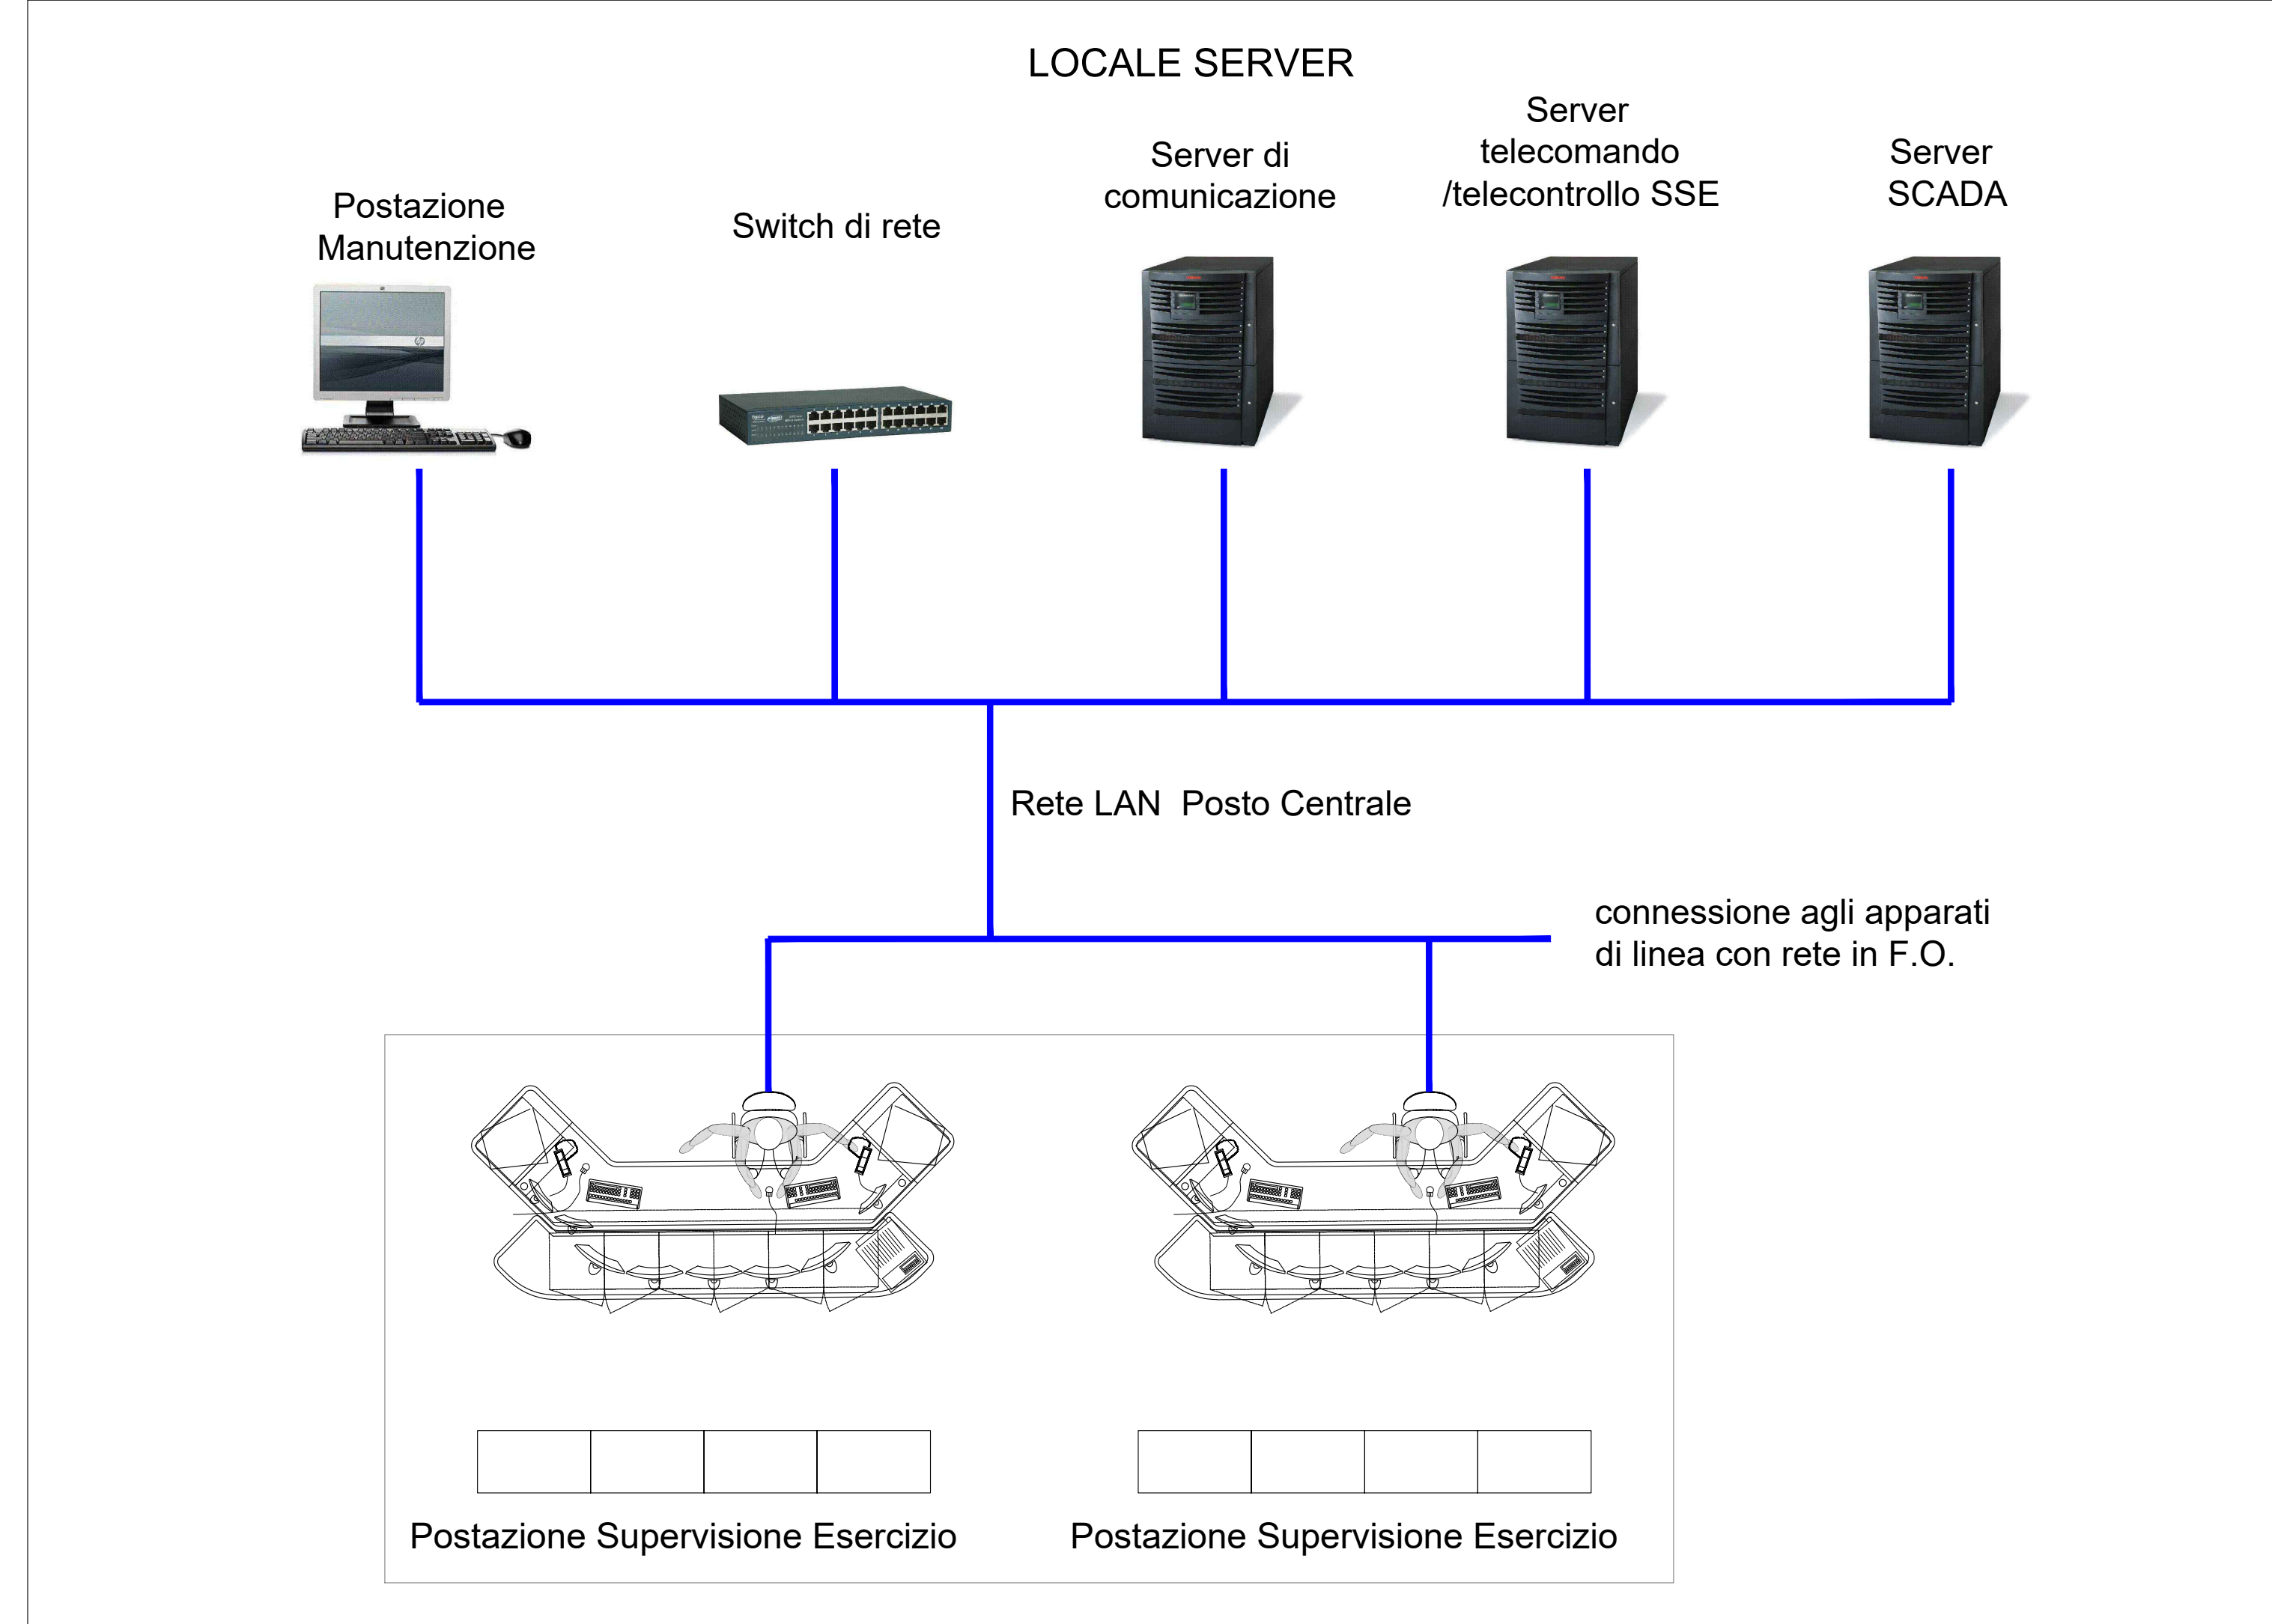 LOCALE SERVER
Postazione
Manutenzione
Switch di rete
Server di
comunicazione
Server
telecomando
/telecontrollo SSE
Server
SCADA
Rete LAN  Posto Centrale
connessione agli apparati
di linea con rete in F.O.
Postazione Supervisione Esercizio
Postazione Supervisione Esercizio